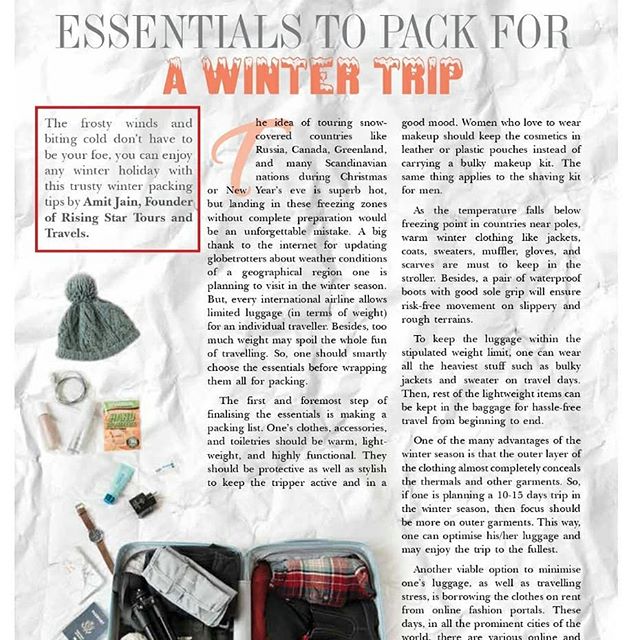 ESSENTIALS TO PACK FOR
A WINTER TRIP
The frosty winds and
biting cold don't have to
be your foe, you can enjoy
any winter holiday with
this trusty winter packing
tips by Amit Jain, Founder
of Rising Star Tours and
Travels.
The idea of touring snow-
covered countries like
Russia, Canada, Greenland,
and many Scandinavian
nations during Christmas
or New Year's eve is superb hot,
but landing in these freezing zones
without complete preparation would
be an unforgettable mistake. A big
thank to the internet for updating
globetrotters about weather conditions
of a geographical region one is
planning to visit in the winter season.
But, every international airline allows
limited luggage (in terms of weight)
for an individual traveller. Besides, too
much weight may spoil the whole fun
of travelling. So, one should smartly
choose the essentials before wrapping
them all for packing.
The first and foremost step of
finalising the essentials is making a
packing list. One's clothes, accessories,
and toiletries should be warm, light-
weight, and highly functional. They
should be protective as well as stylish
to keep the tripper active and in a
good mood. Women who love to wear
makeup should keep the cosmetics in
leather or plastic pouches instead of
carrying a bulky makeup kit. The
same thing applies to the shaving kit
for men.
As the temperature falls below
freezing point in countries near poles,
warm winter clothing like jackets,
coats, sweaters, muffler, gloves, and
scarves are must to keep in the
stroller. Besides, a pair of waterproof
boots with good sole grip will ensure
risk-free movement on slippery and
rough terrains.
To keep the luggage within the
stipulated weight limit, one can wear
all the heaviest stuff such as bulky
jackets and sweater on travel days.
Then, rest of the lightweight items can
be kept in the baggage for hassle-free
travel from beginning to end.
One of the many advantages of the
winter season is that the outer layer of
the clothing almost completely conceals
the thermals and other garments. So,
if one is planning a 10-15 days trip in
the winter season, then focus should
be more on outer garments. This way,
one can optimise his/her luggage and
may enjoy the trip to the fullest.
Another viable option to minimise
one's luggage, as well as travelling
stress, is borrowing the clothes on rent
from online fashion portals. These
days, in all the prominent cities of the
world, there are various online and
HAND
PASSPORT